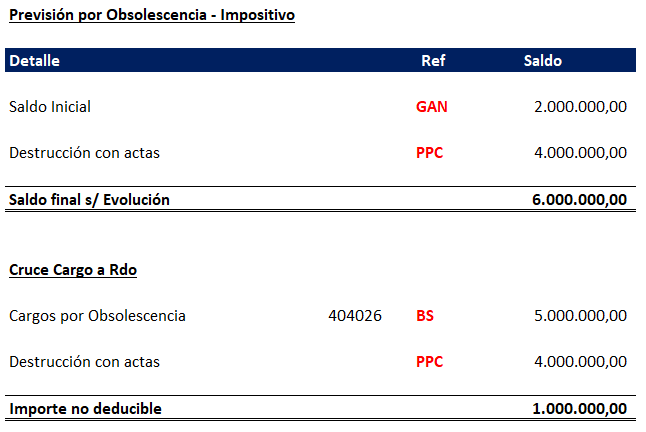 Previsión por Obsolescencia - Impositivo
Detalle Ref Saldo
Saldo Inicial GAN 2.000.000,00
Destrucción con actas PPC 4.000.000,00
Saldo final s/ Evolución 6.000.000,00
Cruce Cargo a Rdo
Cargos por Obsolescencia 404026 BS 5.000.000,00
Destrucción con actas PPC 4.000.000,00
Importe no deducible 1.000.000,00